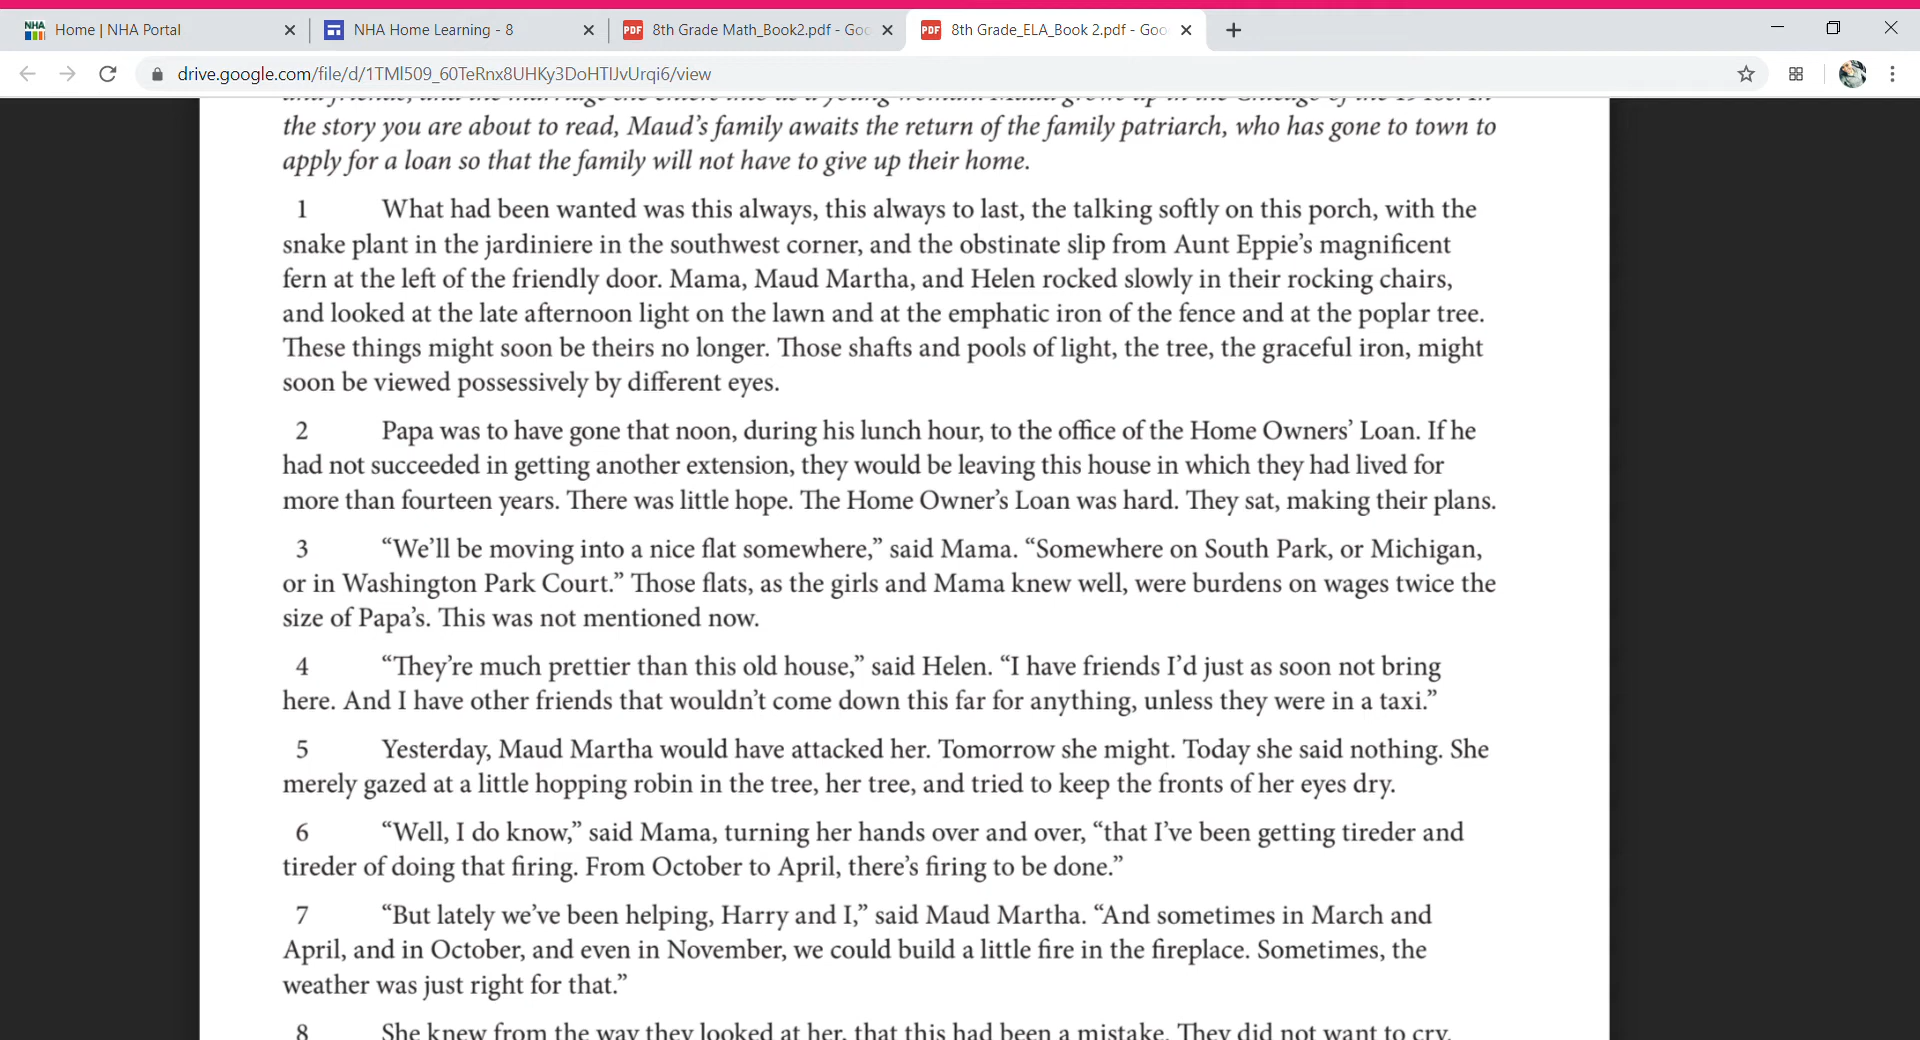 Home | NHA Portal
NHA Home Learning - 8
8th Grade Math_Book2.pdf - Goo
8th Grade_ELA_Book 2.pdf - Goo
drive.google.com/file/d/1TMl509_60TeRnx8UHKy3DoHTIJvUrqi6/view
and friends, and the marriage she enters into as a young woman. Maud grows up in the Chicago of the 1940s. In
the story you are about to read, Maud’s family awaits the return of the family patriarch, who has gone to town to
apply for a loan so that the family will not have to give up their home.
1 What had been wanted was this always, this always to last, the talking softly on this porch, with the
snake plant in the jardiniere in the southwest corner, and the obstinate slip from Aunt Eppie’s magnificent
fern at the left of the friendly door. Mama, Maud Martha, and Helen rocked slowly in their rocking chairs,
and looked at the late afternoon light on the lawn and at the emphatic iron of the fence and at the poplar tree.
These things might soon be theirs no longer. Those shafts and pools of light, the tree, the graceful iron, might
soon be viewed possessively by different eyes.
2 Papa was to have gone that noon, during his lunch hour, to the office of the Home Owners’ Loan. If he
had not succeeded in getting another extension, they would be leaving this house in which they had lived for
more than fourteen years. There was little hope. The Home Owner’s Loan was hard. They sat, making their plans.
3 “We’ll be moving into a nice flat somewhere,” said Mama. “Somewhere on South Park, or Michigan,
or in Washington Park Court.” Those flats, as the girls and Mama knew well, were burdens on wages twice the
size of Papa’s. This was not mentioned now.
4 “They’re much prettier than this old house,” said Helen. “I have friends I’d just as soon not bring
here. And I have other friends that wouldn’t come down this far for anything, unless they were in a taxi.”
5 Yesterday, Maud Martha would have attacked her. Tomorrow she might. Today she said nothing. She
merely gazed at a little hopping robin in the tree, her tree, and tried to keep the fronts of her eyes dry.
6 “Well, I do know,” said Mama, turning her hands over and over, “that I’ve been getting tireder and
tireder of doing that firing. From October to April, there’s firing to be done.”
7 “But lately we’ve been helping, Harry and I,” said Maud Martha. “And sometimes in March and
April, and in October, and even in November, we could build a little fire in the fireplace. Sometimes, the
weather was just right for that.”
8 She knew from the way they looked at her, that this had been a mistake. They did not want to cry.